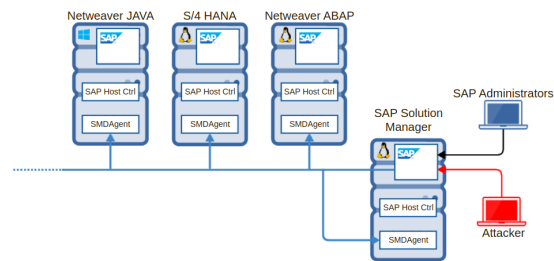 Netweaver JAVA
S/4 HANA
Netweaver ABAP
SAP
SAP
SAP
SAP Host Ctrl
SAP Host Ctrl
SAP Host Ctrl
SMDAgent
SMDAgent
SMDAgent
SAP Administrators
SAP Solution
Manager
SAP
SAP Host Ctrl
SMDAgent
Attacker